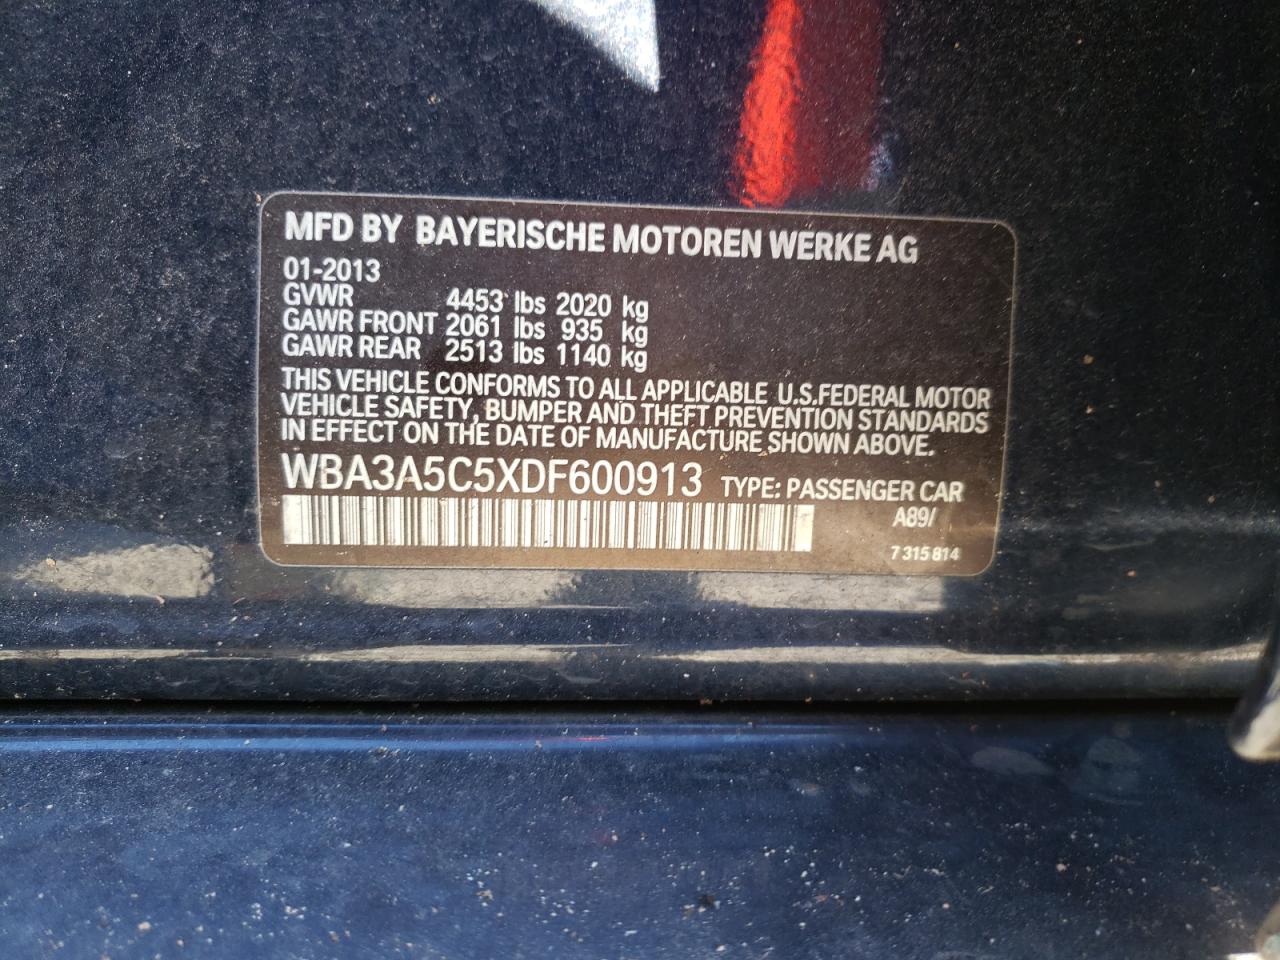 MFD BY BAYERISCHE MOTOREN WERKE AG
01-2013
GVWR 4453 lbs 2020 kg
GAWR FRONT 2061 lbs 935 kg
GAWR REAR 2513 lbs 1140 kg
THIS VEHICLE CONFORMS TO ALL APPLICABLE U.S.FEDERAL MOTOR
VEHICLE SAFETY, BUMPER AND THEFT PREVENTION STANDARDS
IN EFFECT ON THE DATE OF MANUFACTURE SHOWN ABOVE.
WBA3A5C5XDF600913 TYPE: PASSENGER CAR
A89/
7 315 814